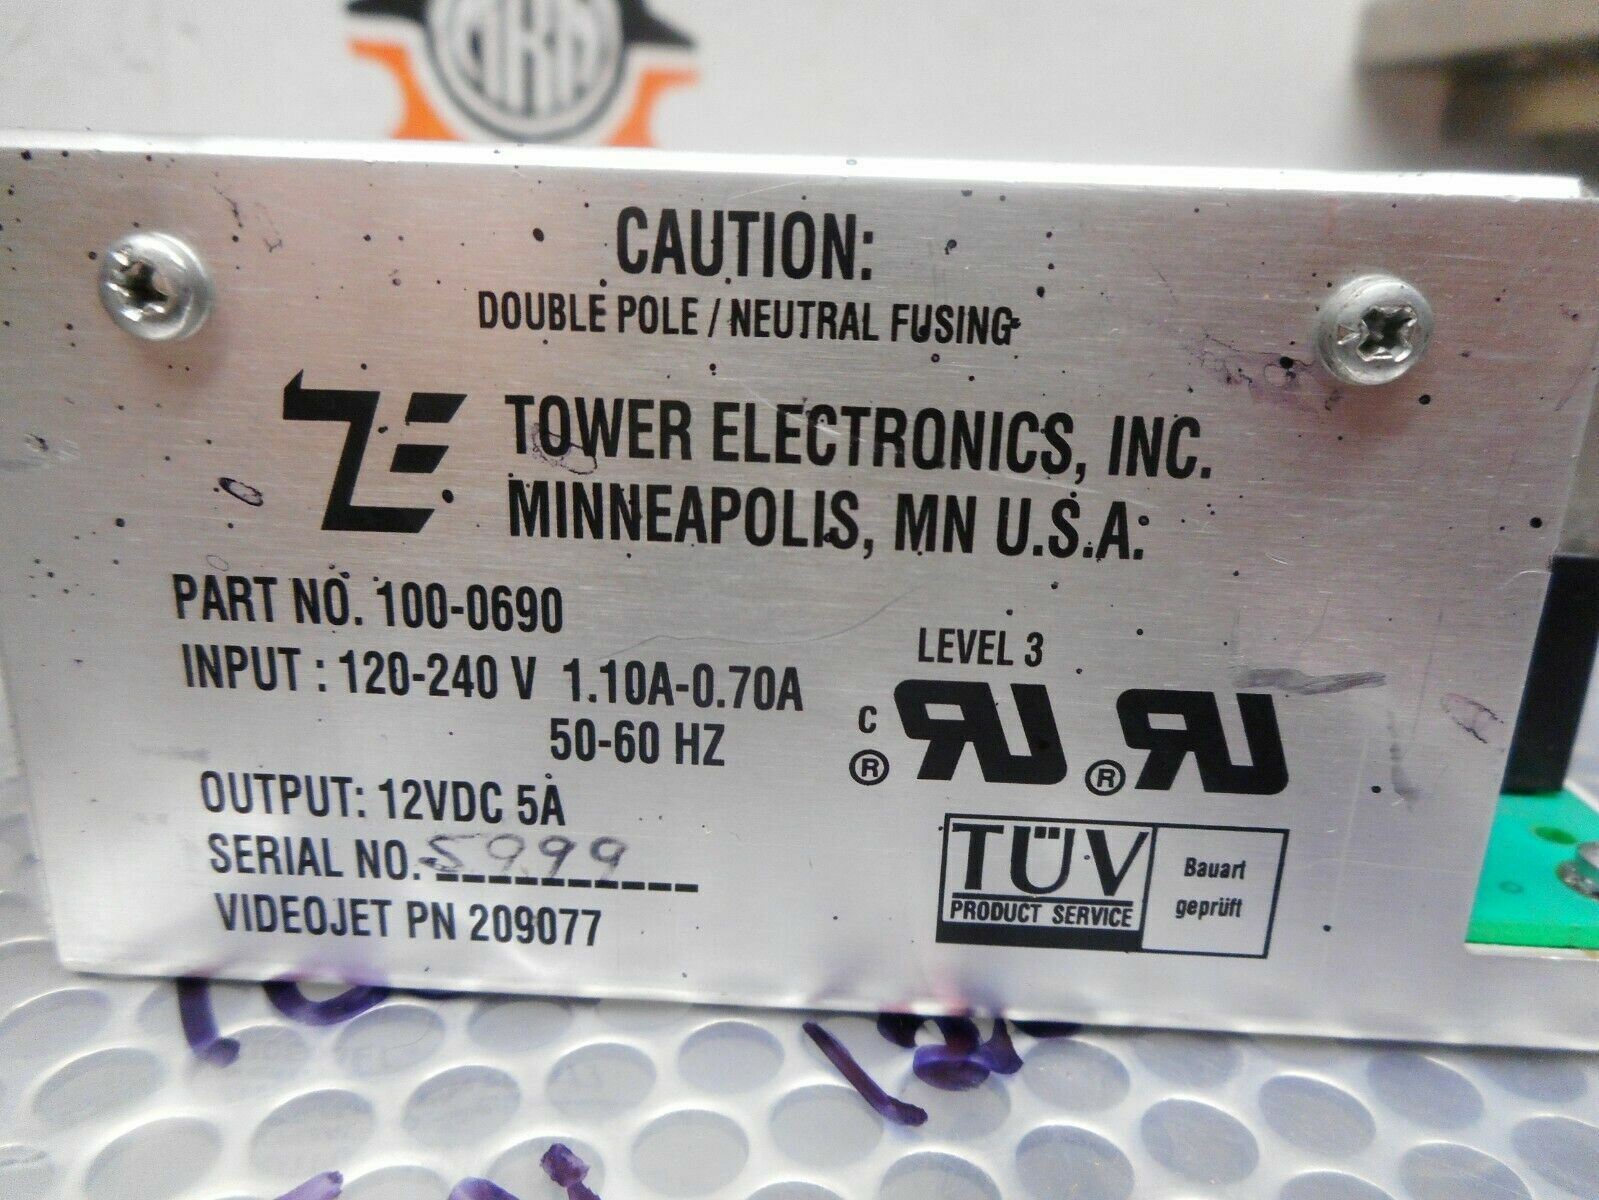 CAUTION:
DOUBLE POLE / NEUTRAL FUSING
TOWER ELECTRONICS, INC.
MINNEAPOLIS, MN U.S.A.
PART NO. 100-0690
INPUT : 120-240 V 1.10A-0.70A
50-60 HZ
OUTPUT: 12VDC 5A
SERIAL NO. 5999
VIDEOJET PN 209077
LEVEL 3
C
®
®
TÜV
PRODUCT SERVICE
Bauart
geprüft